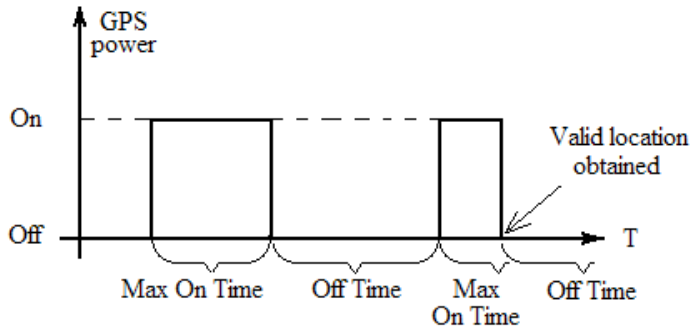 GPS
power
On
Valid location
obtained
Off
T
Max On Time
Off Time
Max
On Time
Off Time